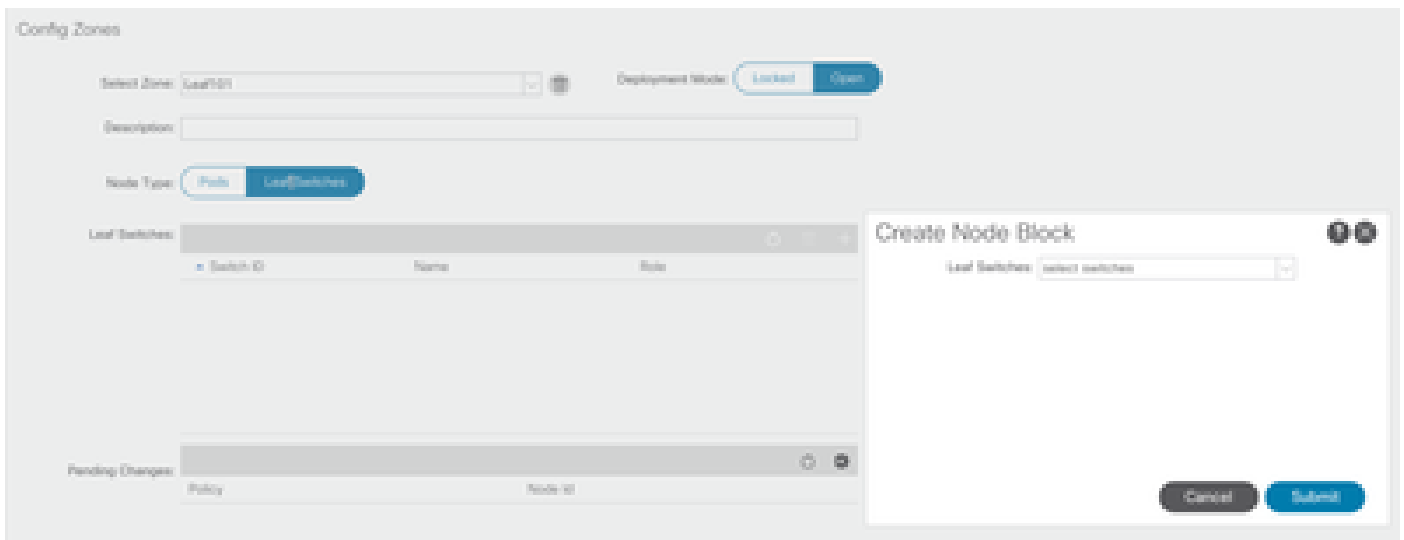 Config Zones
Select Zone: Leaf101
Deployment Mode: Locked Open
Description:
Node Type: Pods Leaf Switches
Leaf Switches:
Switch ID Name Role
Create Node Block
Leaf Switches: select switches
Pending Changes:
Policy Node Id
Cancel Submit